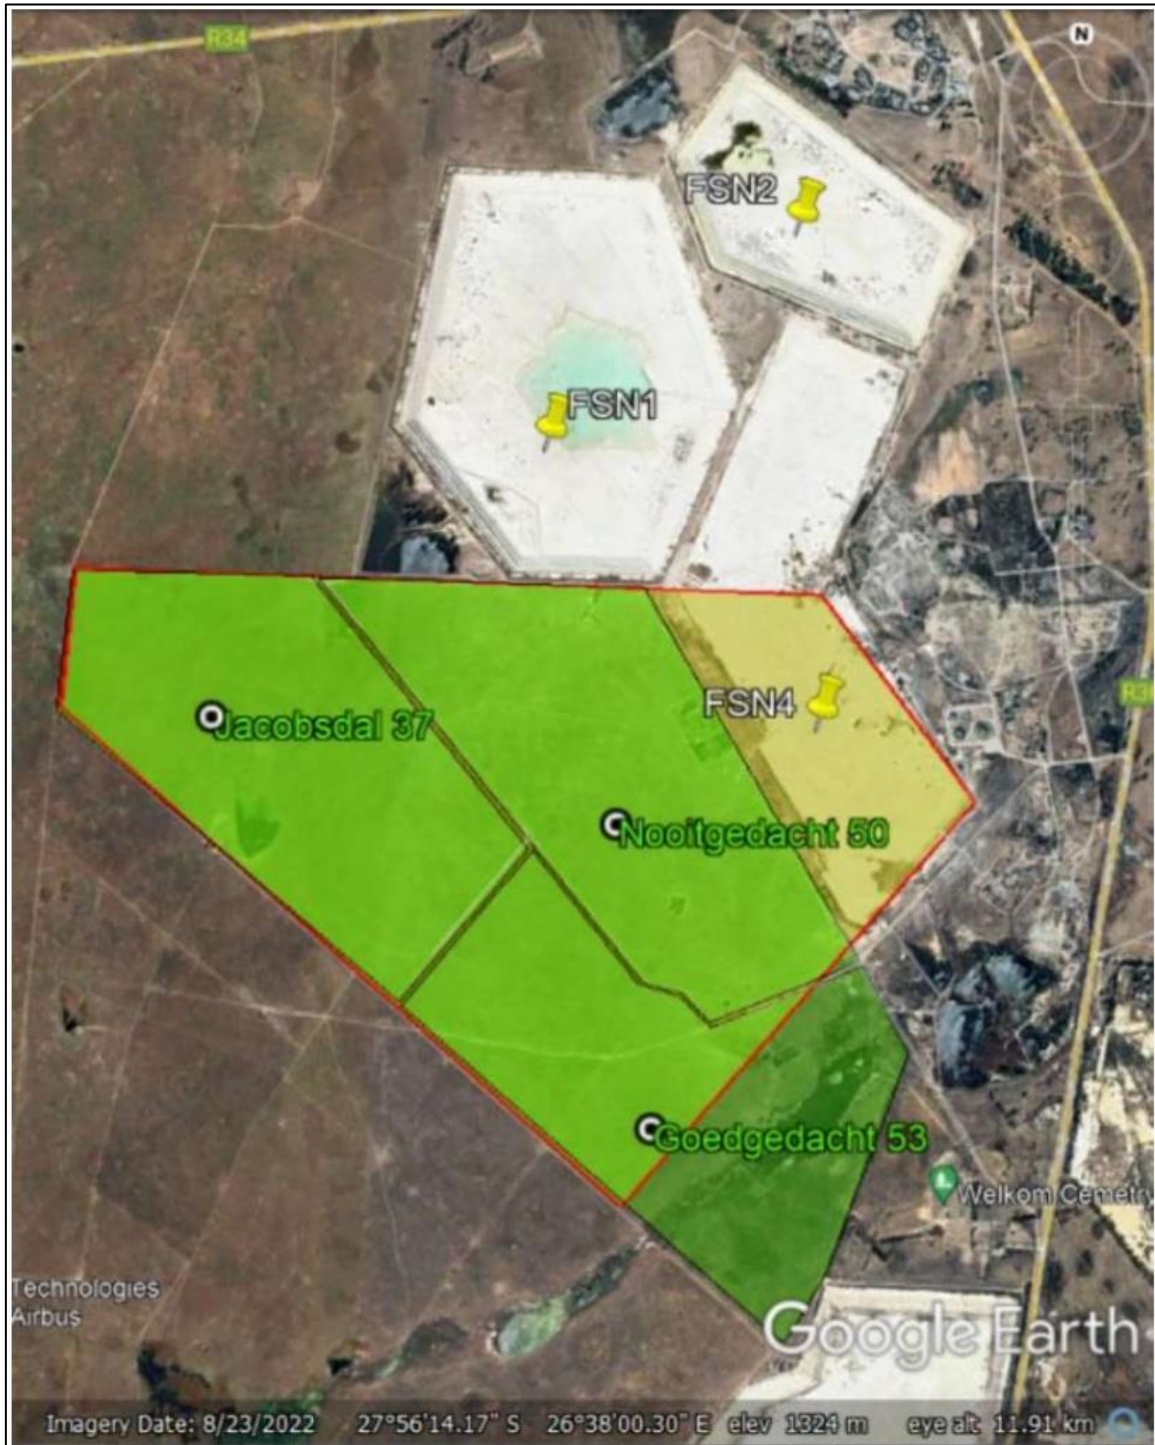 R34
N
FSN2
FSN1
FSN4
Jacobsdal 37
Nooitgedacht 50
Goedgedacht 53
Welkom Cemetry
Technologies
Airbus
Google Earth
Imagery Date: 8/23/2022 27°56'14.17" S 26°38'00.30" E elev 1324 m eye alt 11.91 km